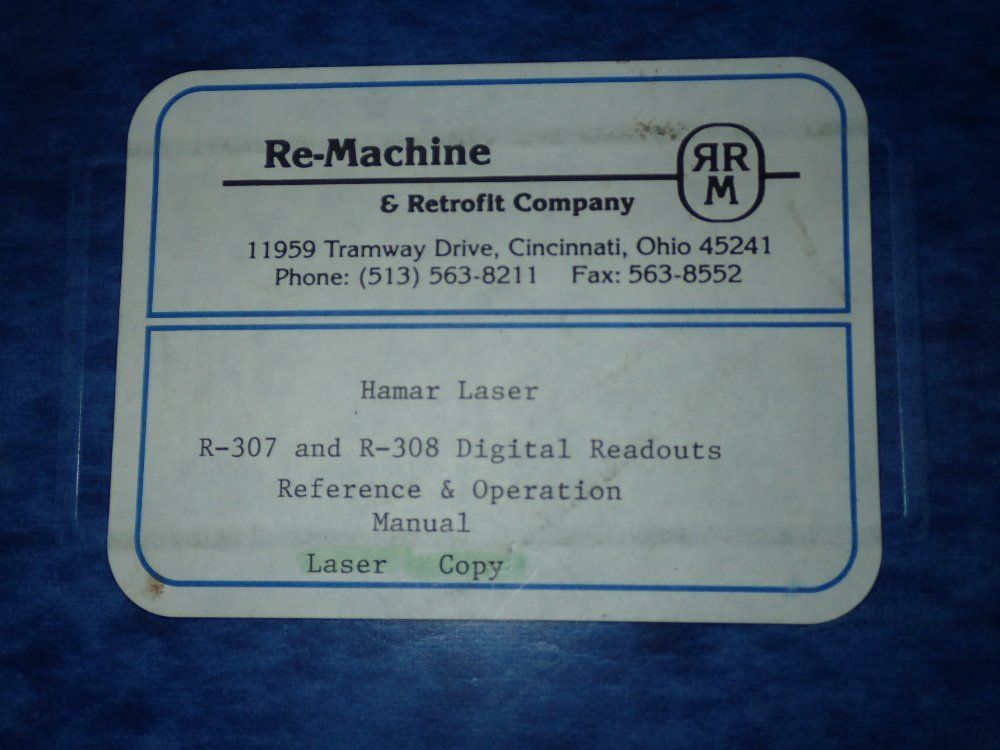 Re-Machine
ЯR
M
& Retrofit Company
11959 Tramway Drive, Cincinnati, Ohio 45241
Phone: (513) 563-8211 Fax: 563-8552
Hamar Laser
R-307 and R-308 Digital Readouts
Reference & Operation
Manual
Laser Copy